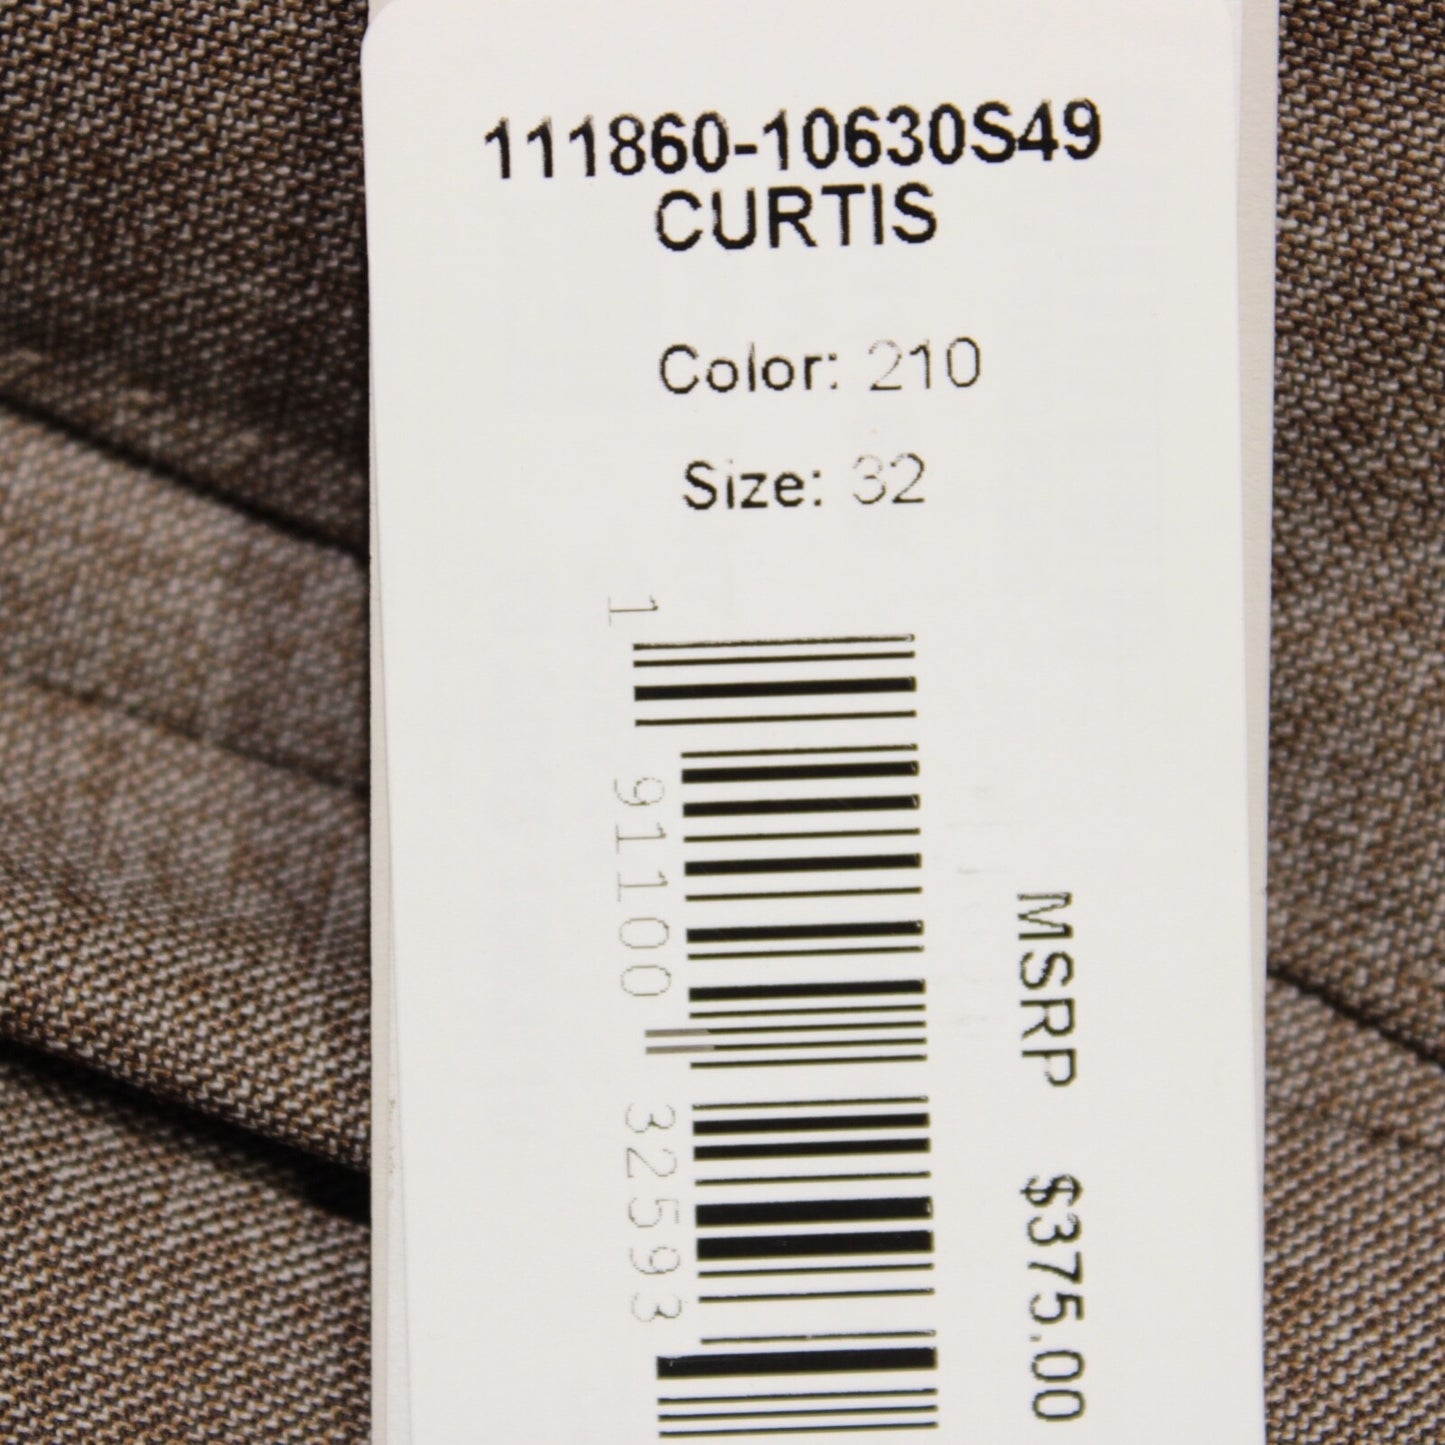 111860-10630S49
CURTIS
Color: 210
Size: 32
1 91100 32593
MSRP $375.00